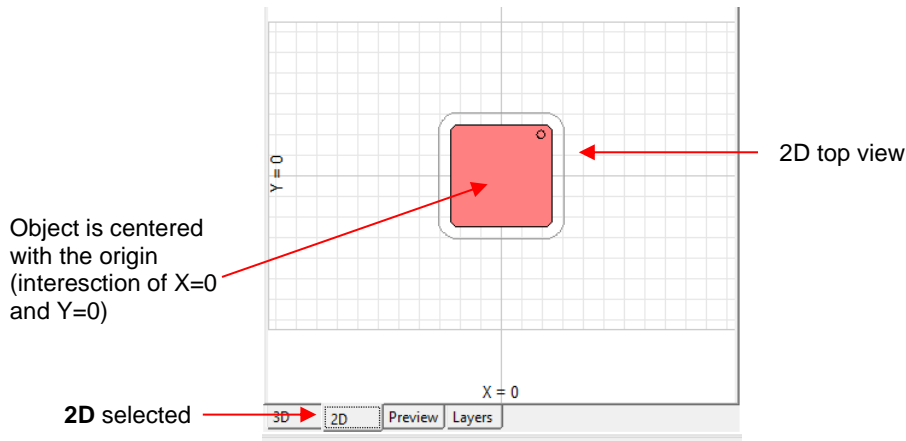 Y = 0
2D top view
Object is centered
with the origin
(interesction of X=0
and Y=0)
X = 0
2D selected
3D
2D
Preview
Layers